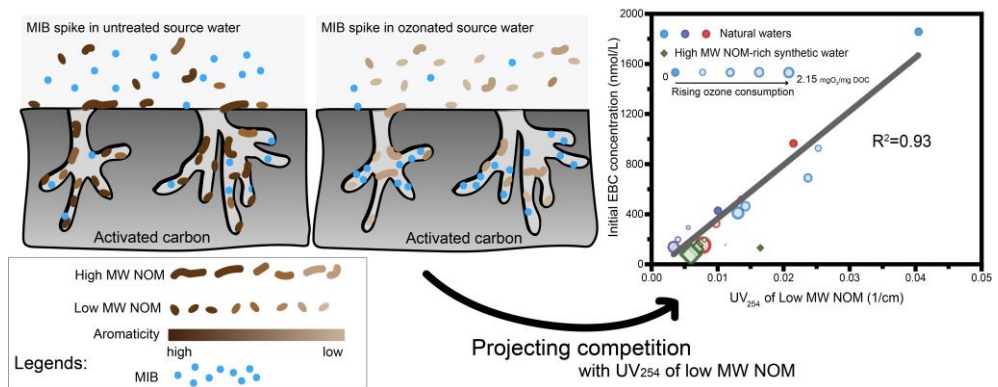 MIB spike in untreated source water
MIB spike in ozonated source water
Activated carbon
Activated carbon
High MW NOM
Low MW NOM
Aromaticity
high
low
Legends:
MIB
Projecting competition
with UV254 of low MW NOM
Initial EBC concentration (nmol/L)
2000
1600
1200
800
400
0
Natural waters
High MW NOM-rich synthetic water
0
2.15 mgO3/mg DOC
Rising ozone consumption
R²=0.93
0.00
0.01
0.02
0.03
0.04
0.05
UV254 of Low MW NOM (1/cm)